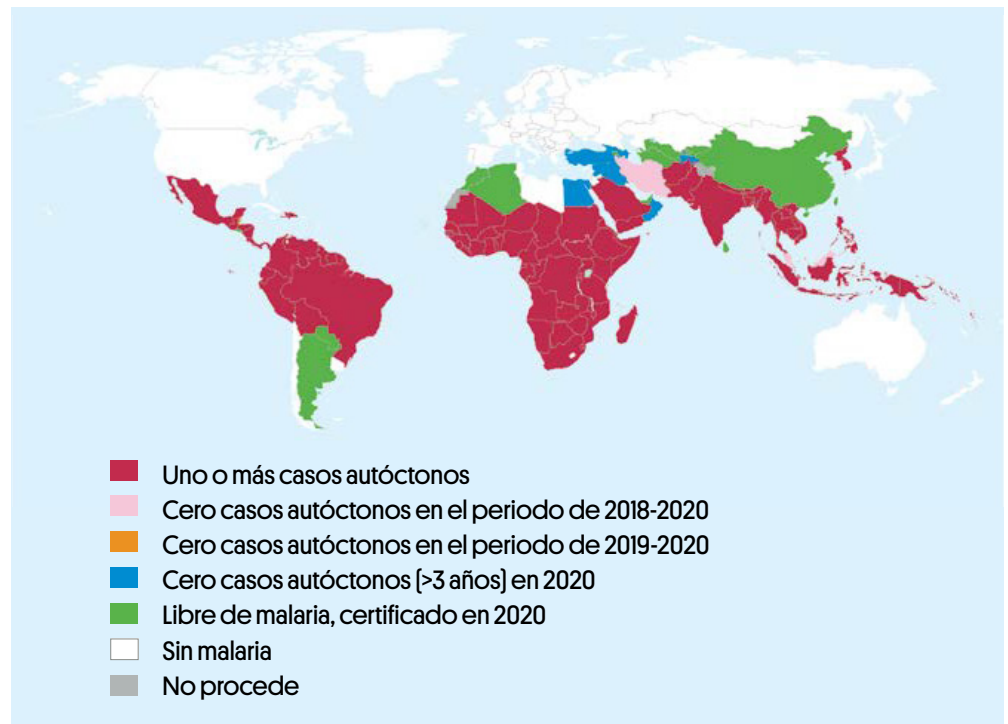 Uno o más casos autóctonos
Cero casos autóctonos en el periodo de 2018-2020
Cero casos autóctonos en el periodo de 2019-2020
Cero casos autóctonos (>3 años) en 2020
Libre de malaria, certificado en 2020
Sin malaria
No procede